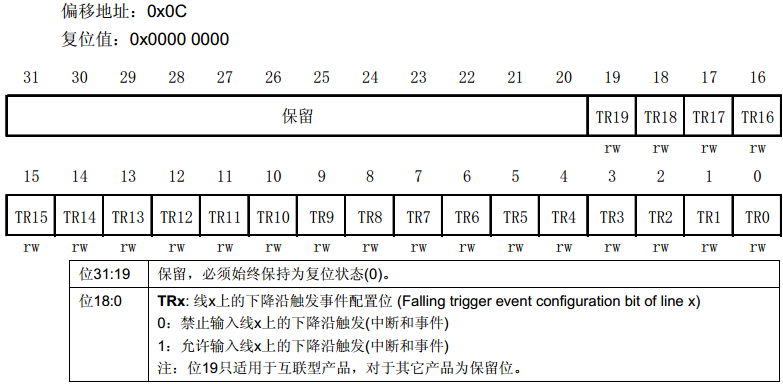 偏移地址：0x0C
复位值：0x0000 0000
31 30 29 28 27 26 25 24 23 22 21 20 19 18 17 16
保留 TR19 TR18 TR17 TR16
rw rw rw rw
15 14 13 12 11 10 9 8 7 6 5 4 3 2 1 0
TR15 TR14 TR13 TR12 TR11 TR10 TR9 TR8 TR7 TR6 TR5 TR4 TR3 TR2 TR1 TR0
rw rw rw rw rw rw rw rw rw rw rw rw rw rw rw rw
位31:19 保留，必须始终保持为复位状态(0)。
位18:0 TRx: 线x上的下降沿触发事件配置位 (Falling trigger event configuration bit of line x)
0：禁止输入线x上的下降沿触发(中断和事件)
1：允许输入线x上的下降沿触发(中断和事件)
注：位19只适用于互联型产品，对于其它产品为保留位。